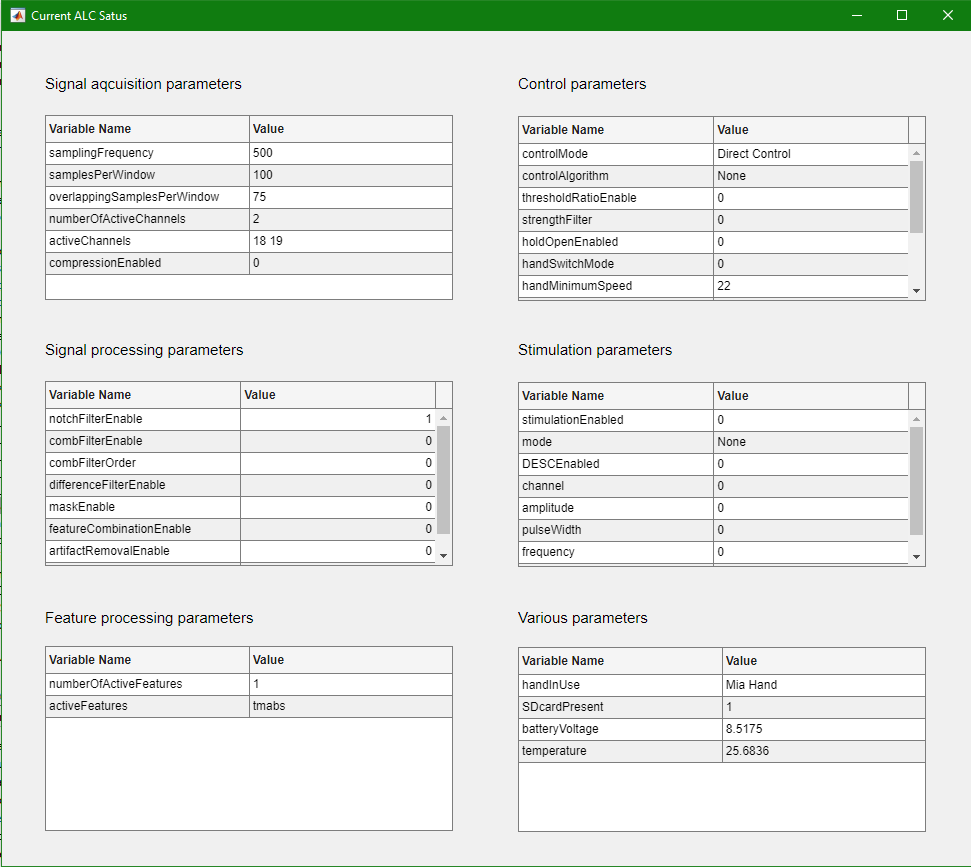 Current ALC Satus
Signal aqcuisition parameters
Variable Name Value
samplingFrequency 500
samplesPerWindow 100
overlappingSamplesPerWindow 75
numberOfActiveChannels 2
activeChannels 18 19
compressionEnabled 0
Control parameters
Variable Name Value
controlMode Direct Control
controlAlgorithm None
thresholdRatioEnable 0
strengthFilter 0
holdOpenEnabled 0
handSwitchMode 0
handMinimumSpeed 22
Signal processing parameters
Variable Name Value
notchFilterEnable 1
combFilterEnable 0
combFilterOrder 0
differenceFilterEnable 0
maskEnable 0
featureCombinationEnable 0
artifactRemovalEnable 0
Stimulation parameters
Variable Name Value
stimulationEnabled 0
mode None
DESCEnabled 0
channel 0
amplitude 0
pulseWidth 0
frequency 0
Feature processing parameters
Variable Name Value
numberOfActiveFeatures 1
activeFeatures tmabs
Various parameters
Variable Name Value
handInUse Mia Hand
SDcardPresent 1
batteryVoltage 8.5175
temperature 25.6836